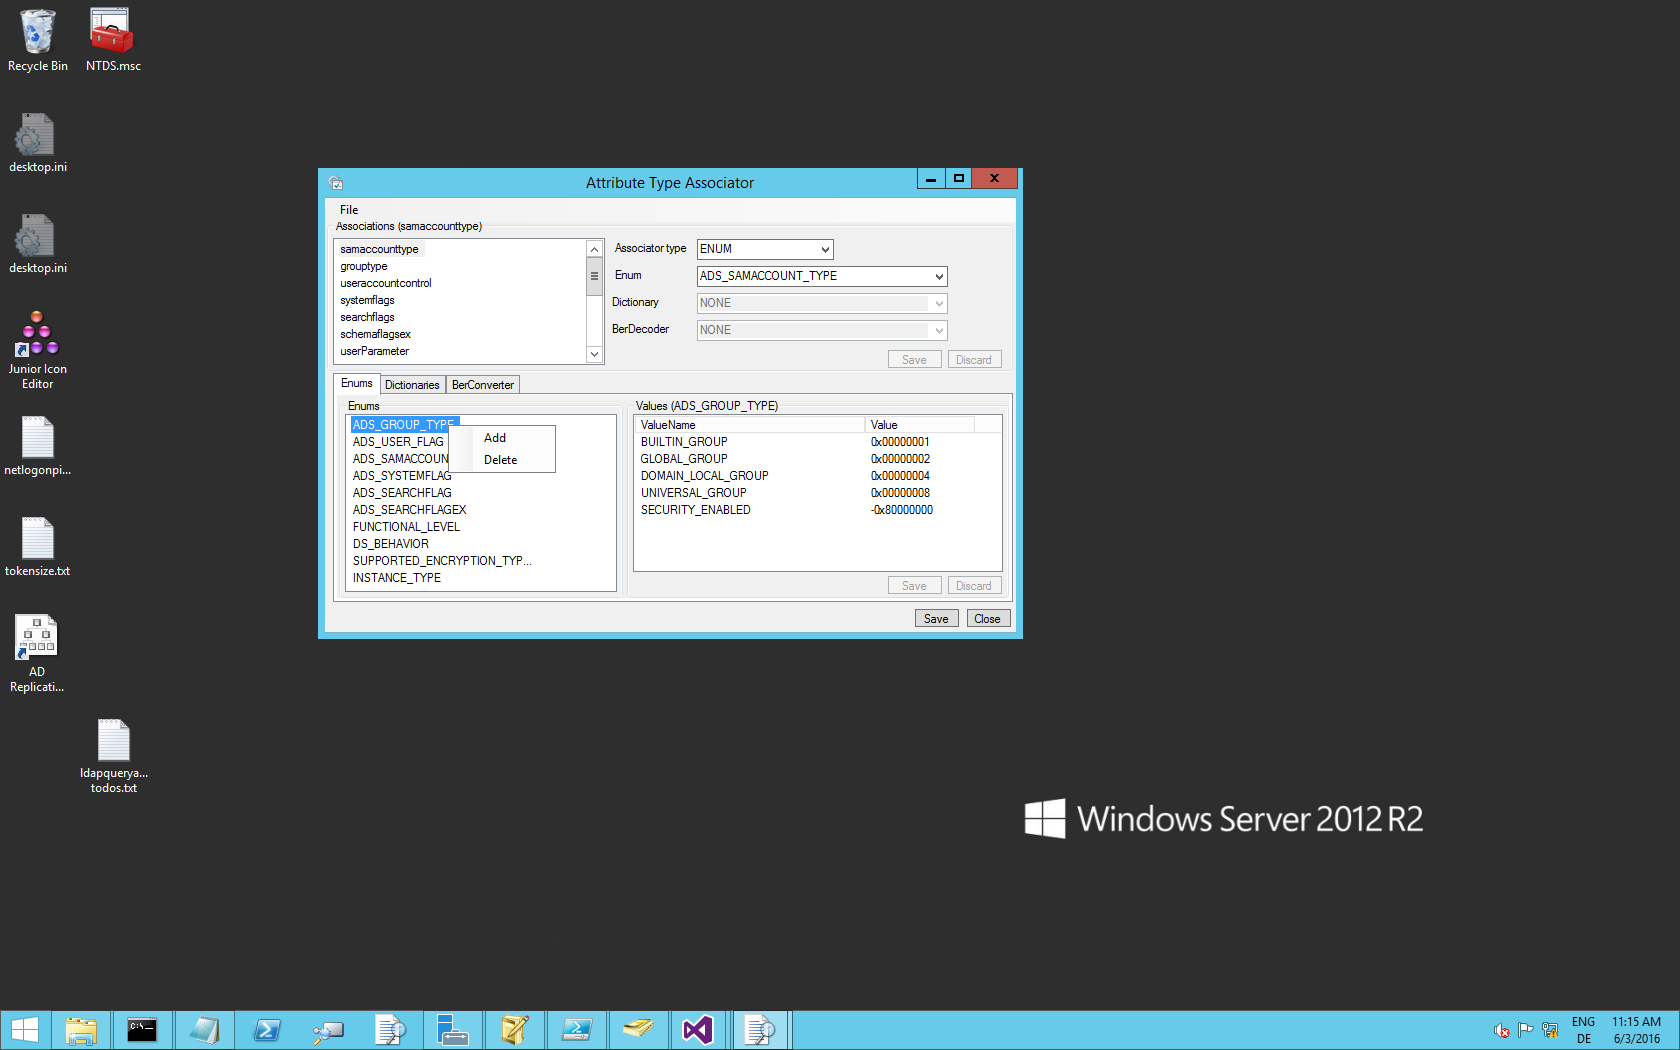 Recycle Bin
NTDS.msc
desktop.ini
desktop.ini
Junior Icon
Editor
netlogonpi...
tokensize.txt
AD
Replicati...
ldapquerya...
todos.txt
Attribute Type Associator
File
Associations (samaccounttype)
samaccounttype
grouptype
useraccountcontrol
systemflags
searchflags
schemaflagsex
userParameter
Associator type
ENUM
Enum
ADS_SAMACCOUNT_TYPE
Dictionary
NONE
BerDecoder
NONE
Save
Discard
Enums
Dictionaries
BerConverter
Enums
ADS_GROUP_TYPE
ADS_USER_FLAG
ADS_SAMACCOUN
ADS_SYSTEMFLAG
ADS_SEARCHFLAG
ADS_SEARCHFLAGEX
FUNCTIONAL_LEVEL
DS_BEHAVIOR
SUPPORTED_ENCRYPTION_TYP...
INSTANCE_TYPE
Add
Delete
Values (ADS_GROUP_TYPE)
ValueName Value
BUILTIN_GROUP 0x00000001
GLOBAL_GROUP 0x00000002
DOMAIN_LOCAL_GROUP 0x00000004
UNIVERSAL_GROUP 0x00000008
SECURITY_ENABLED -0x80000000
Save
Discard
Save
Close
Windows Server 2012 R2
C:\_
ENG
DE
11:15 AM
6/3/2016